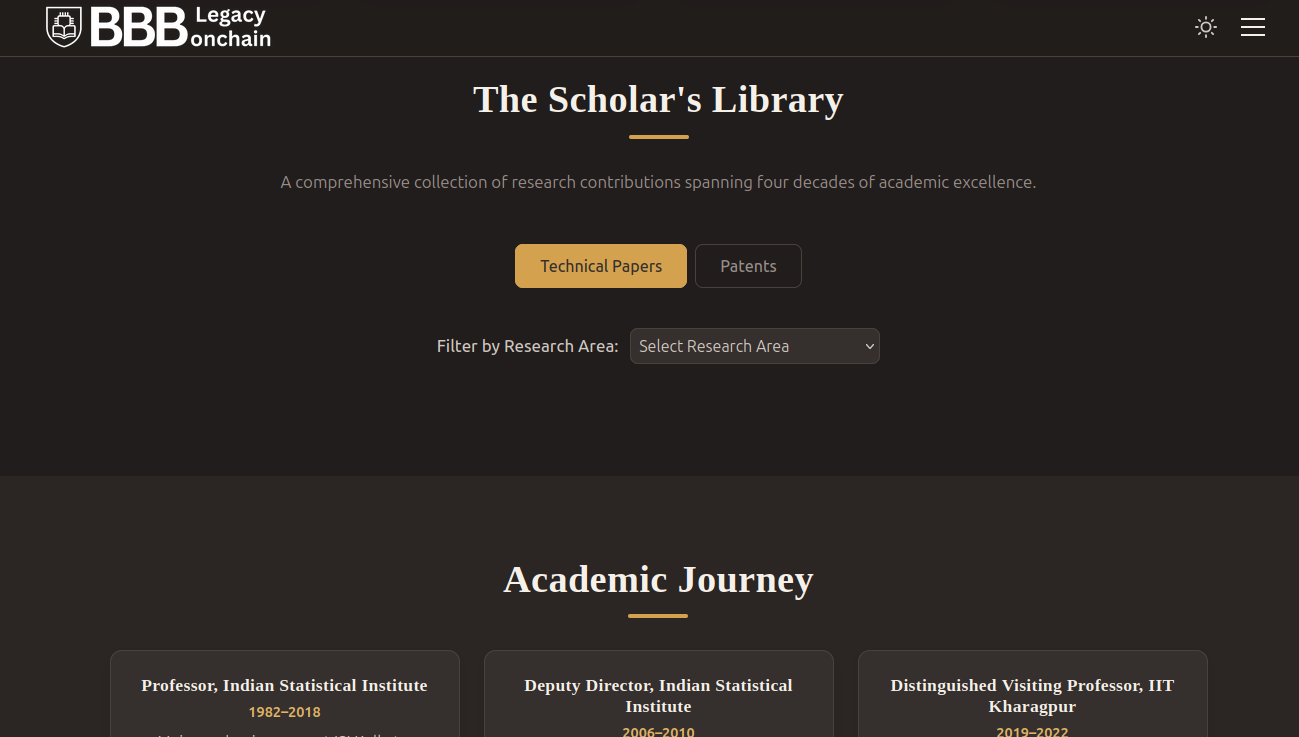 BBB Legacy onchain
The Scholar's Library
A comprehensive collection of research contributions spanning four decades of academic excellence.
Technical Papers
Patents
Filter by Research Area:
Select Research Area
Academic Journey
Professor, Indian Statistical Institute
1982–2018
Deputy Director, Indian Statistical
Institute
2006–2010
Distinguished Visiting Professor, IIT
Kharagpur
2019–2022